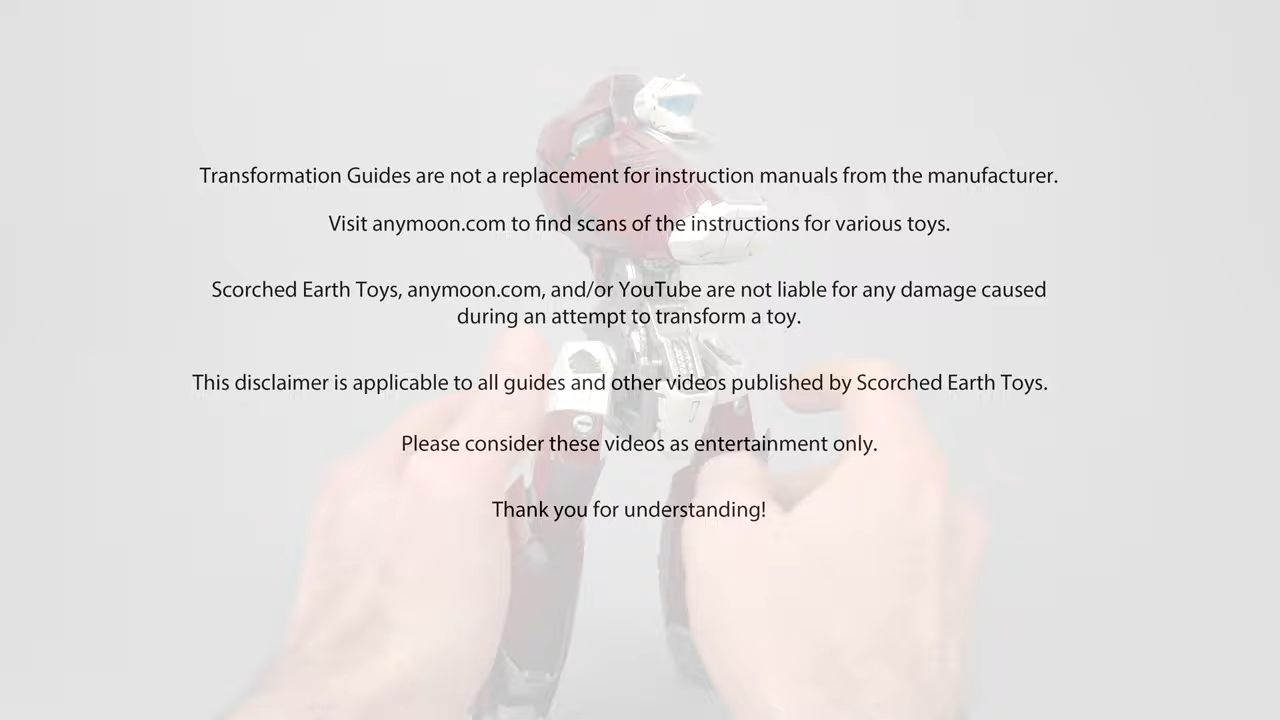 Transformation Guides are not a replacement for instruction manuals from the manufacturer.
Visit anymoon.com to find scans of the instructions for various toys.
Scorched Earth Toys, anymoon.com, and/or YouTube are not liable for any damage caused
during an attempt to transform a toy.
This disclaimer is applicable to all guides and other videos published by Scorched Earth Toys.
Please consider these videos as entertainment only.
Thank you for understanding!